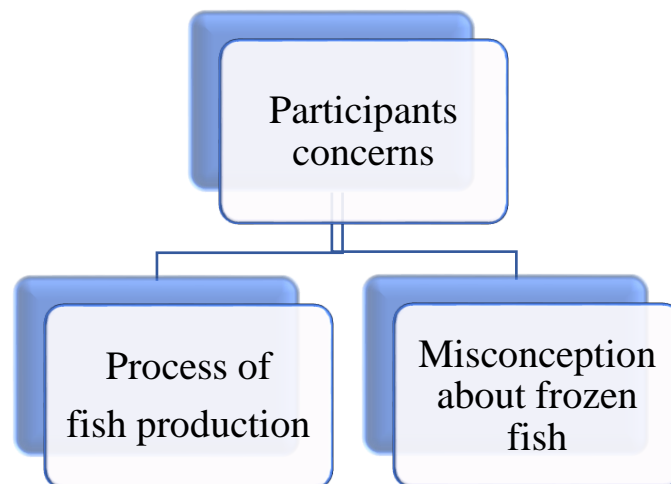 Participants
concerns
Process of
fish production
Misconception
about frozen
fish